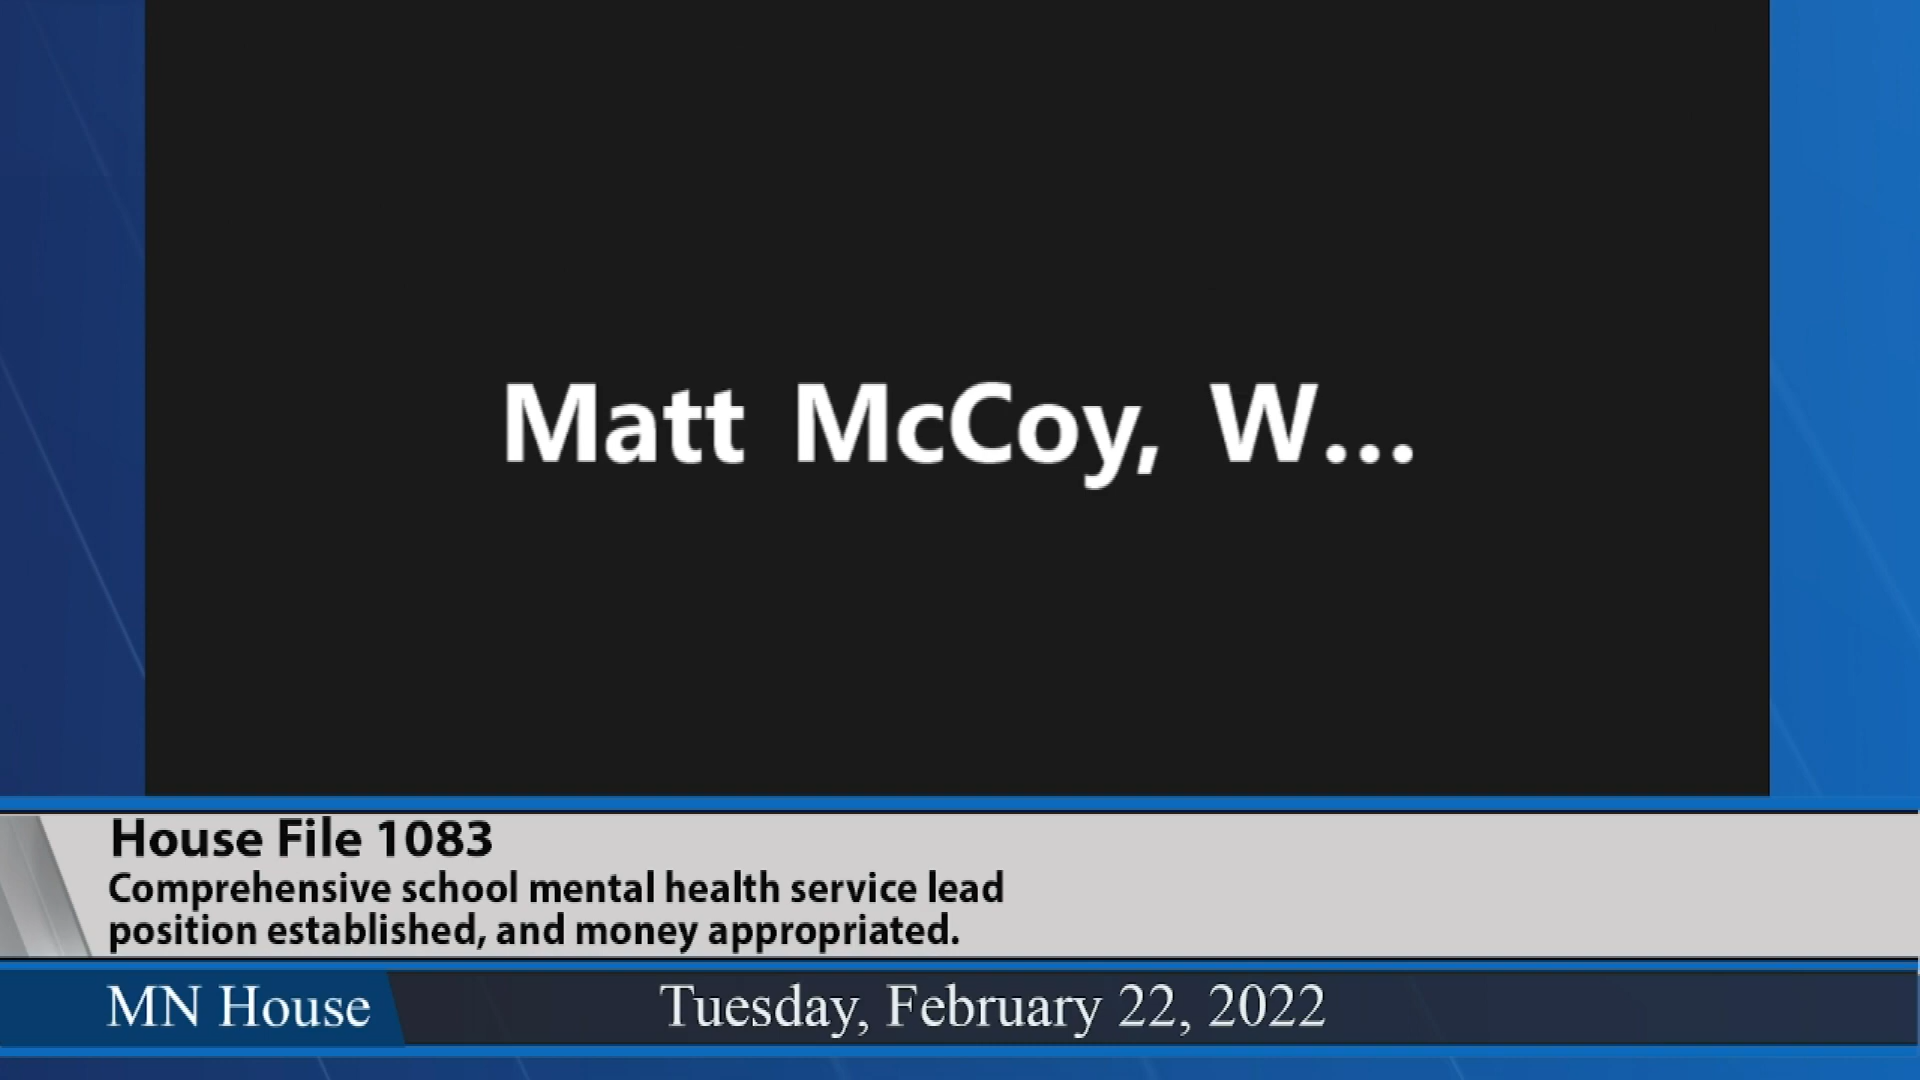 Matt McCoy, W...
House File 1083
Comprehensive school mental health service lead
position established, and money appropriated.
MN House
Tuesday, February 22, 2022